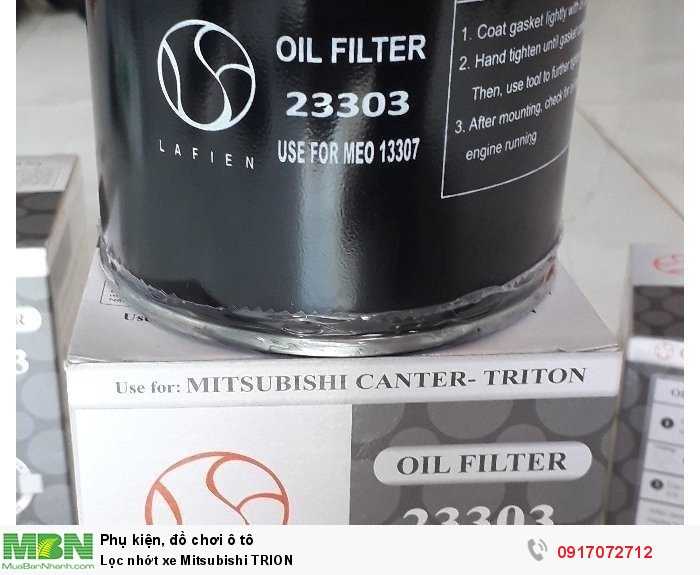 OIL FILTER
23303
USE FOR MEO 13307
LAFIEN
1. Coat gasket lightly with
2. Hand tighten until gasket
Then, use tool to further
3. After mounting, check for
engine running
Use for: MITSUBISHI CANTER- TRITON
OIL FILTER
23303
MBN
MuaBanNhanh.com
Phụ kiện, đồ chơi ô tô
Lọc nhớt xe Mitsubishi TRION
0917072712